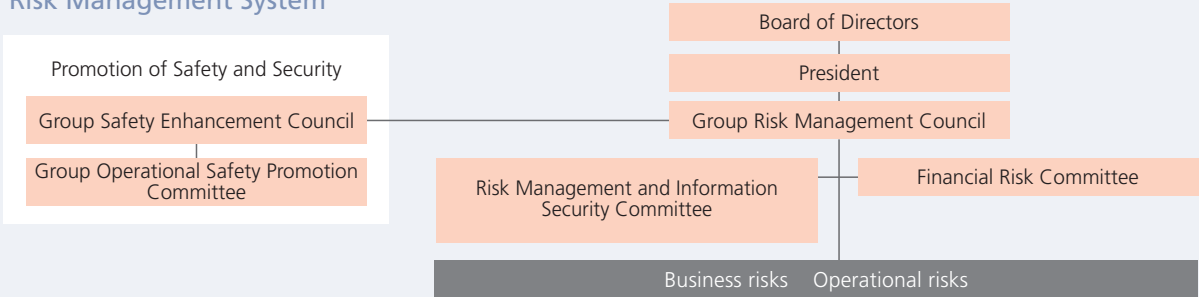 Risk Management System
Board of Directors
Promotion of Safety and Security
President
Group Safety Enhancement Council
Group Risk Management Council
Group Operational Safety Promotion
Committee
Risk Management and Information
Security Committee
Financial Risk Committee
Business risks Operational risks